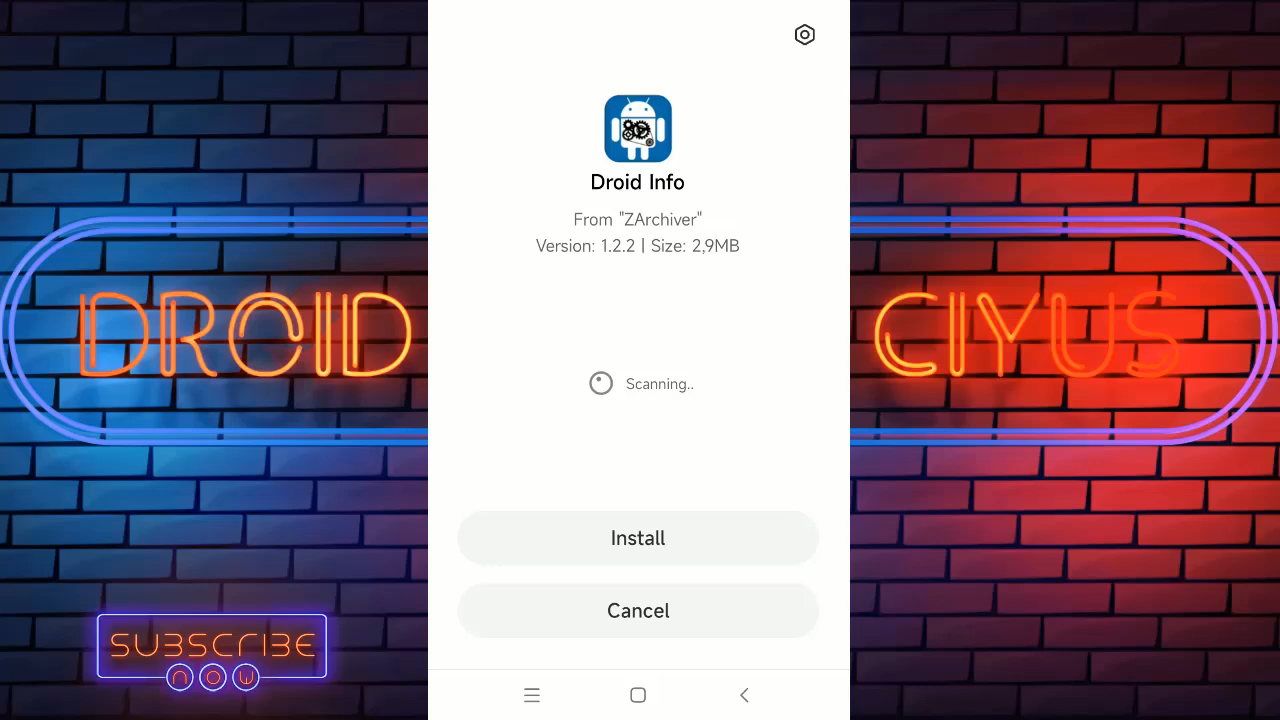 Droid Info
From "ZArchiver"
Version: 1.2.2 | Size: 2,9MB
DROID
CIYUS
Scanning..
Install
Cancel
SUBSCRIBE
NOW